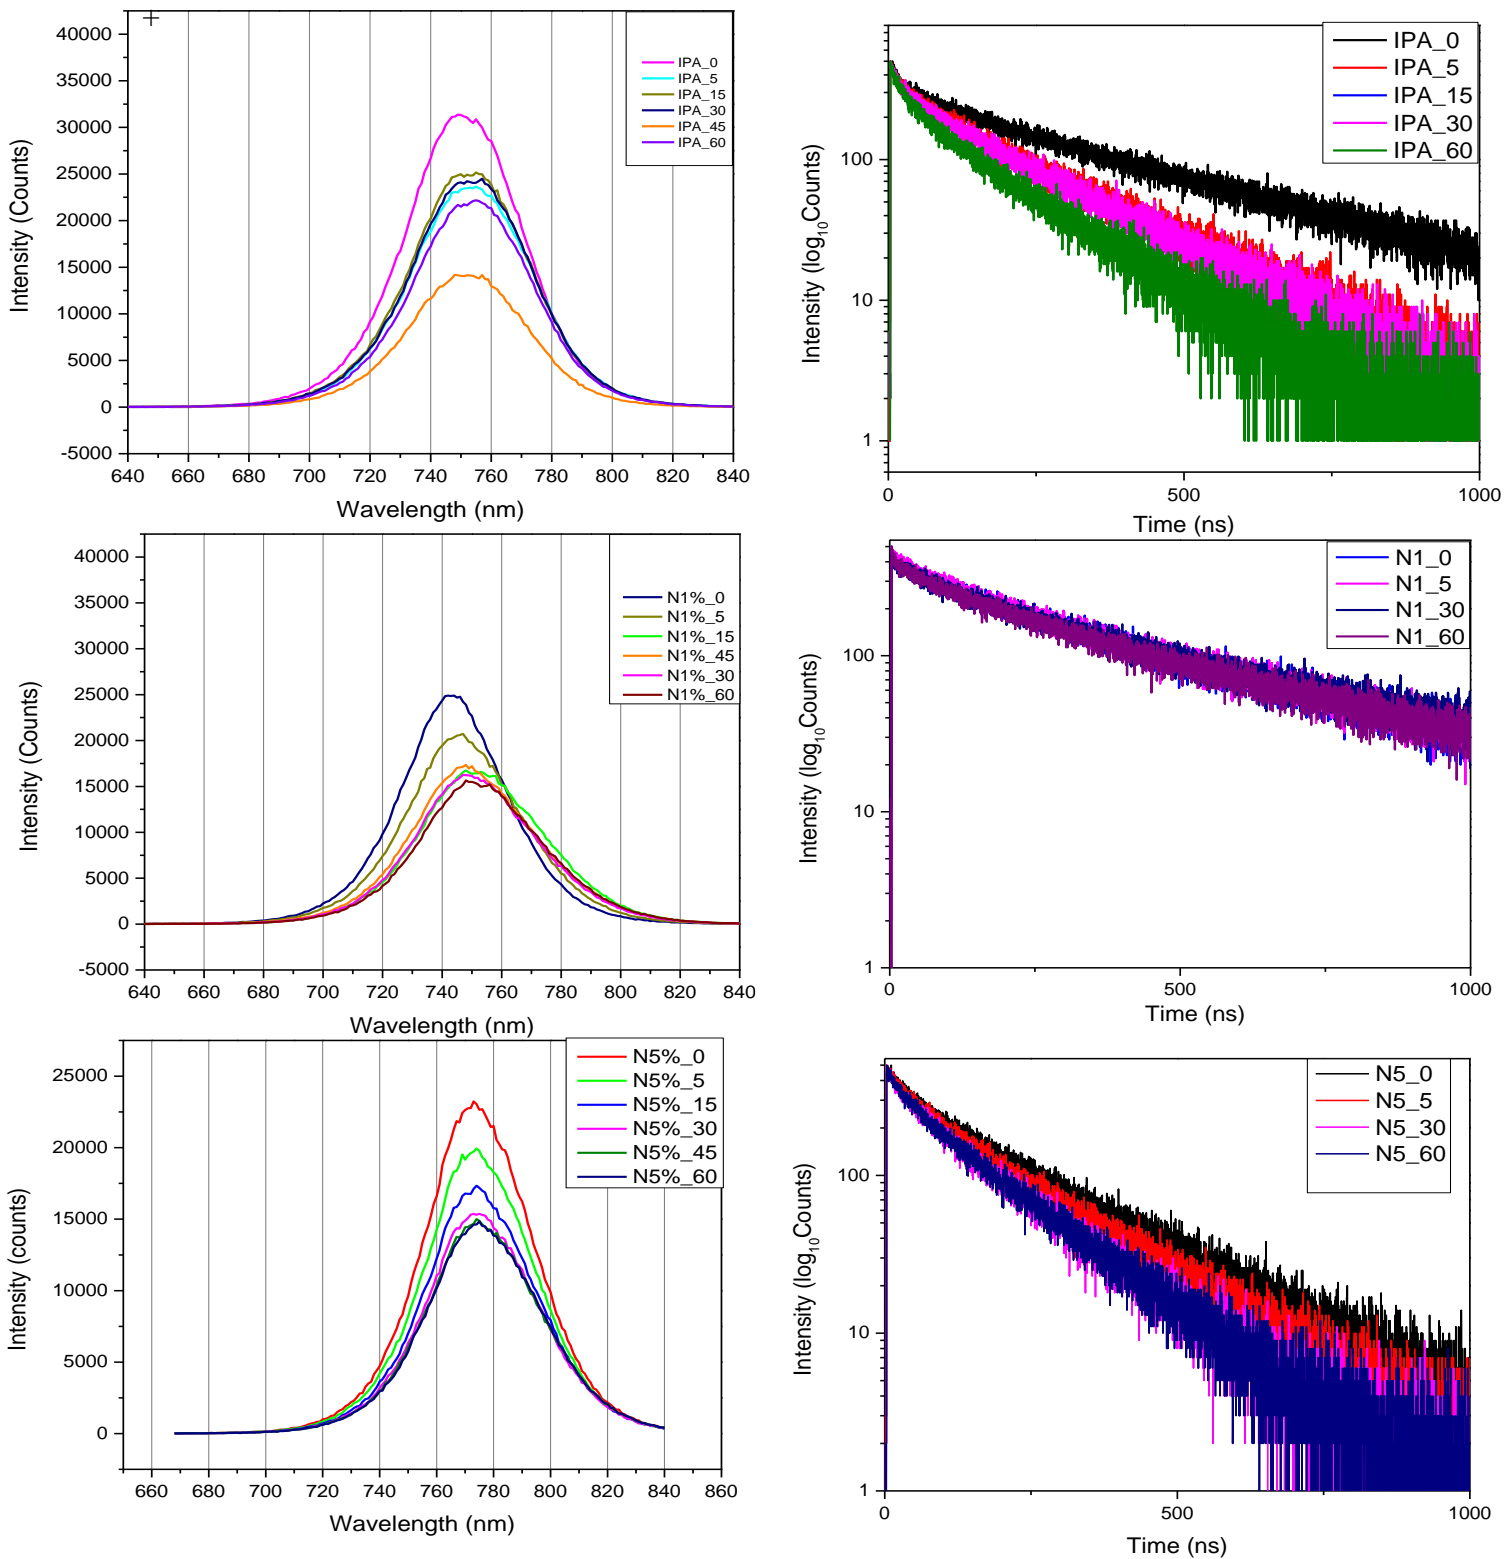 40000
35000
30000
25000
20000
15000
10000
5000
0
-5000
Intensity (Counts)
640 660 680 700 720 740 760 780 800 820 840
Wavelength (nm)
IPA_0
IPA_5
IPA_15
IPA_30
IPA_45
IPA_60
100
10
1
Intensity (log10Counts)
0 500 1000
Time (ns)
IPA_0
IPA_5
IPA_15
IPA_30
IPA_60
40000
35000
30000
25000
20000
15000
10000
5000
0
-5000
Intensity (Counts)
640 660 680 700 720 740 760 780 800 820 840
Wavelength (nm)
N1%_0
N1%_5
N1%_15
N1%_45
N1%_30
N1%_60
100
10
1
Intensity (log10Counts)
0 500 1000
Time (ns)
N1_0
N1_5
N1_30
N1_60
25000
20000
15000
10000
5000
0
Intensity (counts)
660 680 700 720 740 760 780 800 820 840 860
Wavelength (nm)
N5%_0
N5%_5
N5%_15
N5%_30
N5%_45
N5%_60
100
10
1
Intensity (log10Counts)
0 500 1000
Time (ns)
N5_0
N5_5
N5_30
N5_60